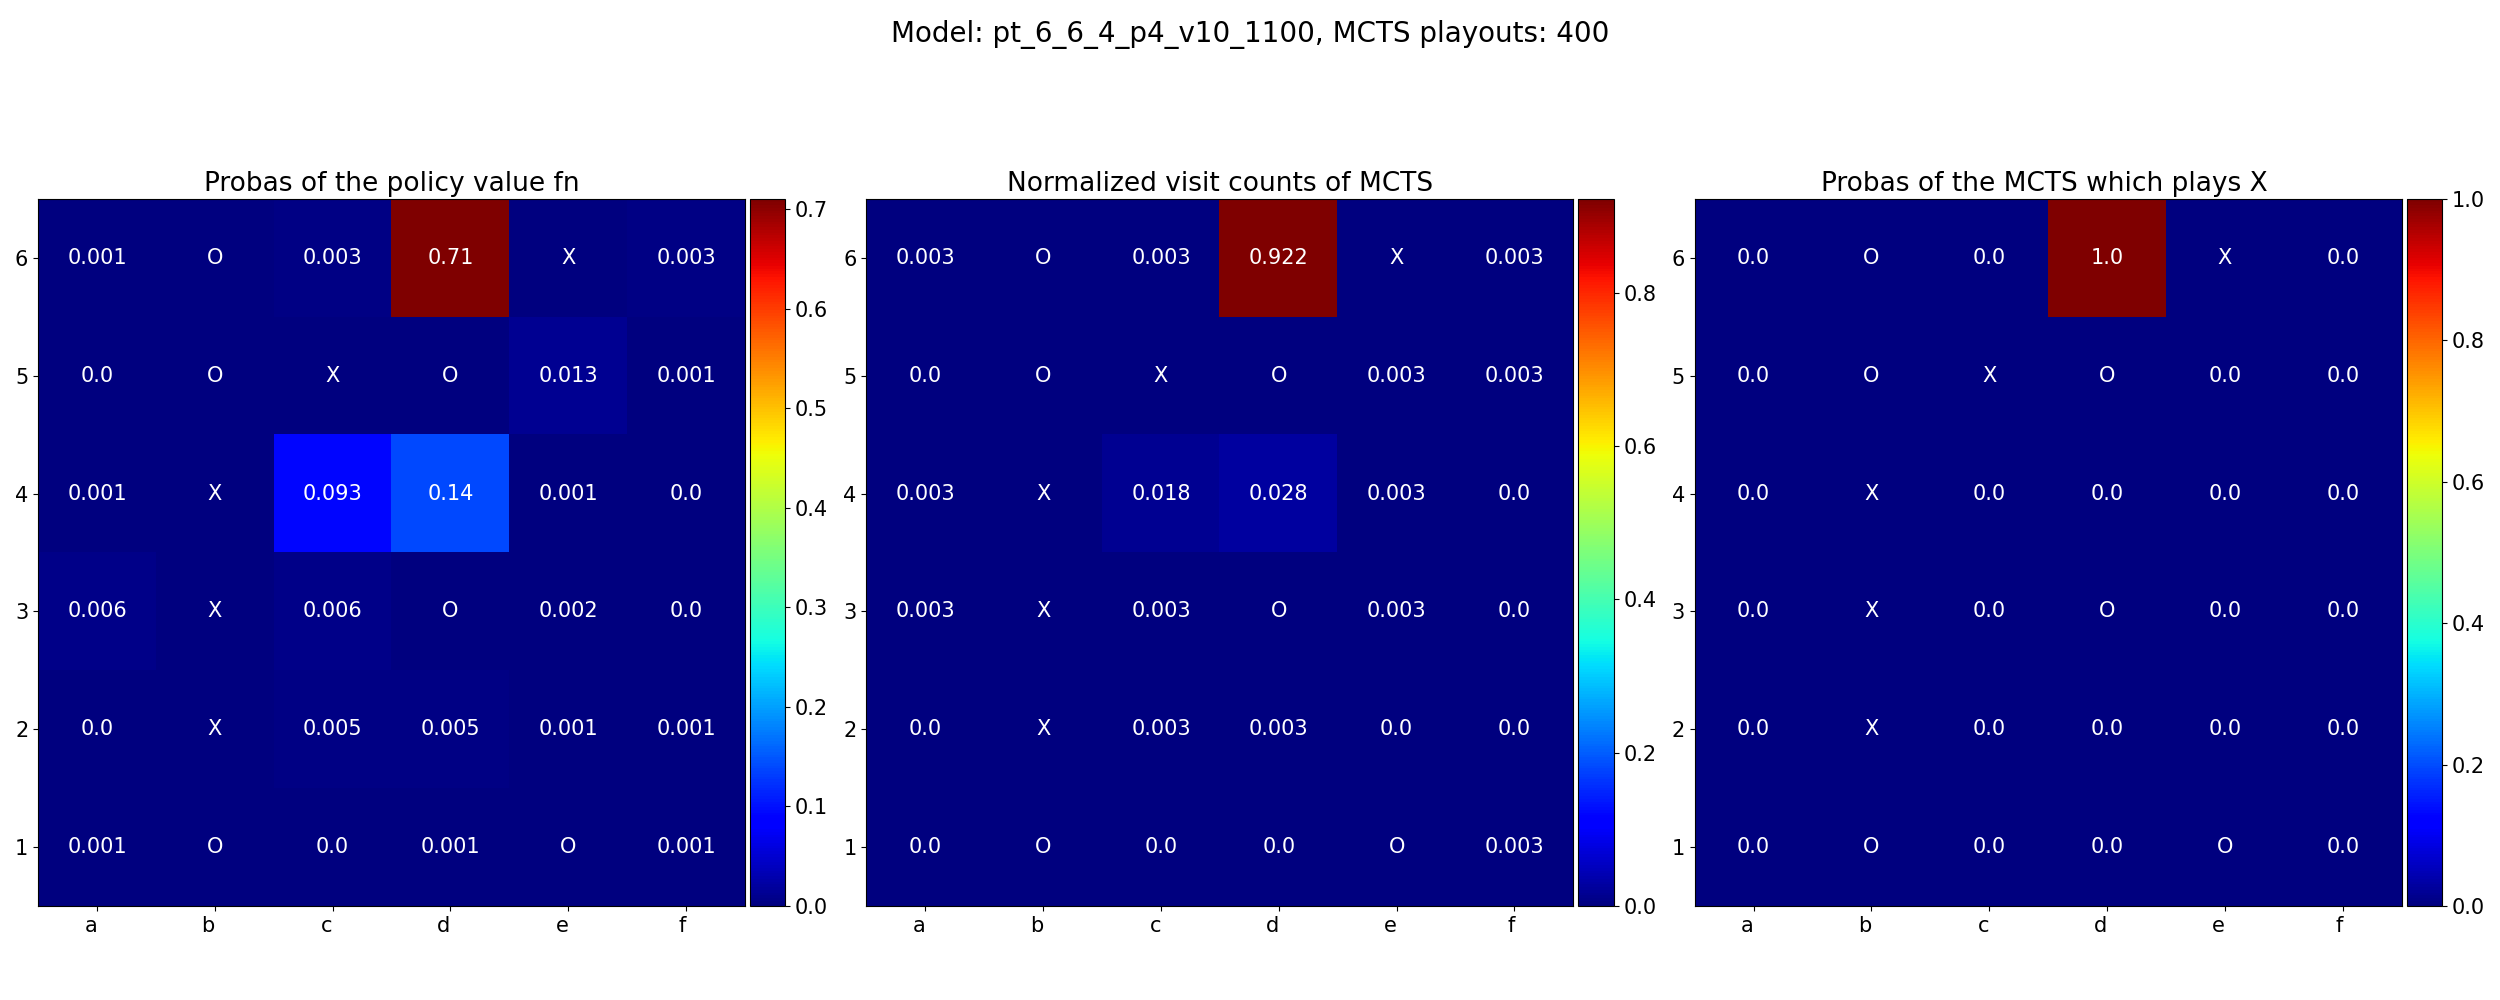 Model: pt_6_6_4_p4_v10_1100, MCTS playouts: 400
Probas of the policy value fn
6 0.001 O 0.003 0.71 X 0.003
5 0.0 O X O 0.013 0.001
4 0.001 X 0.093 0.14 0.001 0.0
3 0.006 X 0.006 O 0.002 0.0
2 0.0 X 0.005 0.005 0.001 0.001
1 0.001 O 0.0 0.001 O 0.001
a b c d e f
0.7
0.6
0.5
0.4
0.3
0.2
0.1
0.0
Normalized visit counts of MCTS
6 0.003 O 0.003 0.922 X 0.003
5 0.0 O X O 0.003 0.003
4 0.003 X 0.018 0.028 0.003 0.0
3 0.003 X 0.003 O 0.003 0.0
2 0.0 X 0.003 0.003 0.0 0.0
1 0.0 O 0.0 0.0 O 0.003
a b c d e f
0.8
0.6
0.4
0.2
0.0
Probas of the MCTS which plays X
6 0.0 O 0.0 1.0 X 0.0
5 0.0 O X O 0.0 0.0
4 0.0 X 0.0 0.0 0.0 0.0
3 0.0 X 0.0 O 0.0 0.0
2 0.0 X 0.0 0.0 0.0 0.0
1 0.0 O 0.0 0.0 O 0.0
a b c d e f
1.0
0.8
0.6
0.4
0.2
0.0